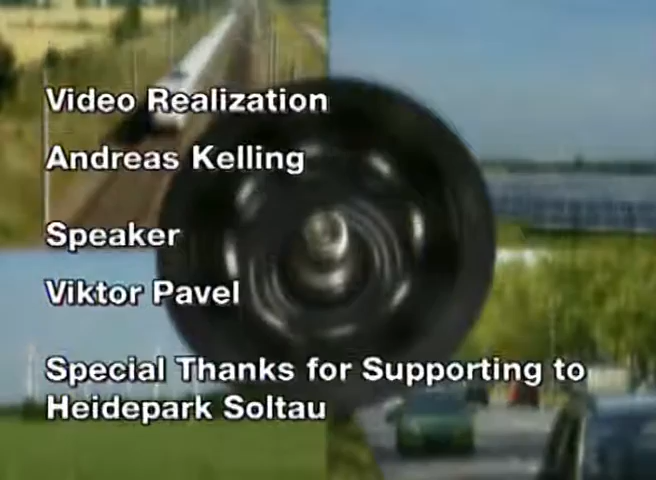 Video Realization
Andreas Kelling
Speaker
Viktor Pavel
Special Thanks for Supporting to
Heidepark Soltau